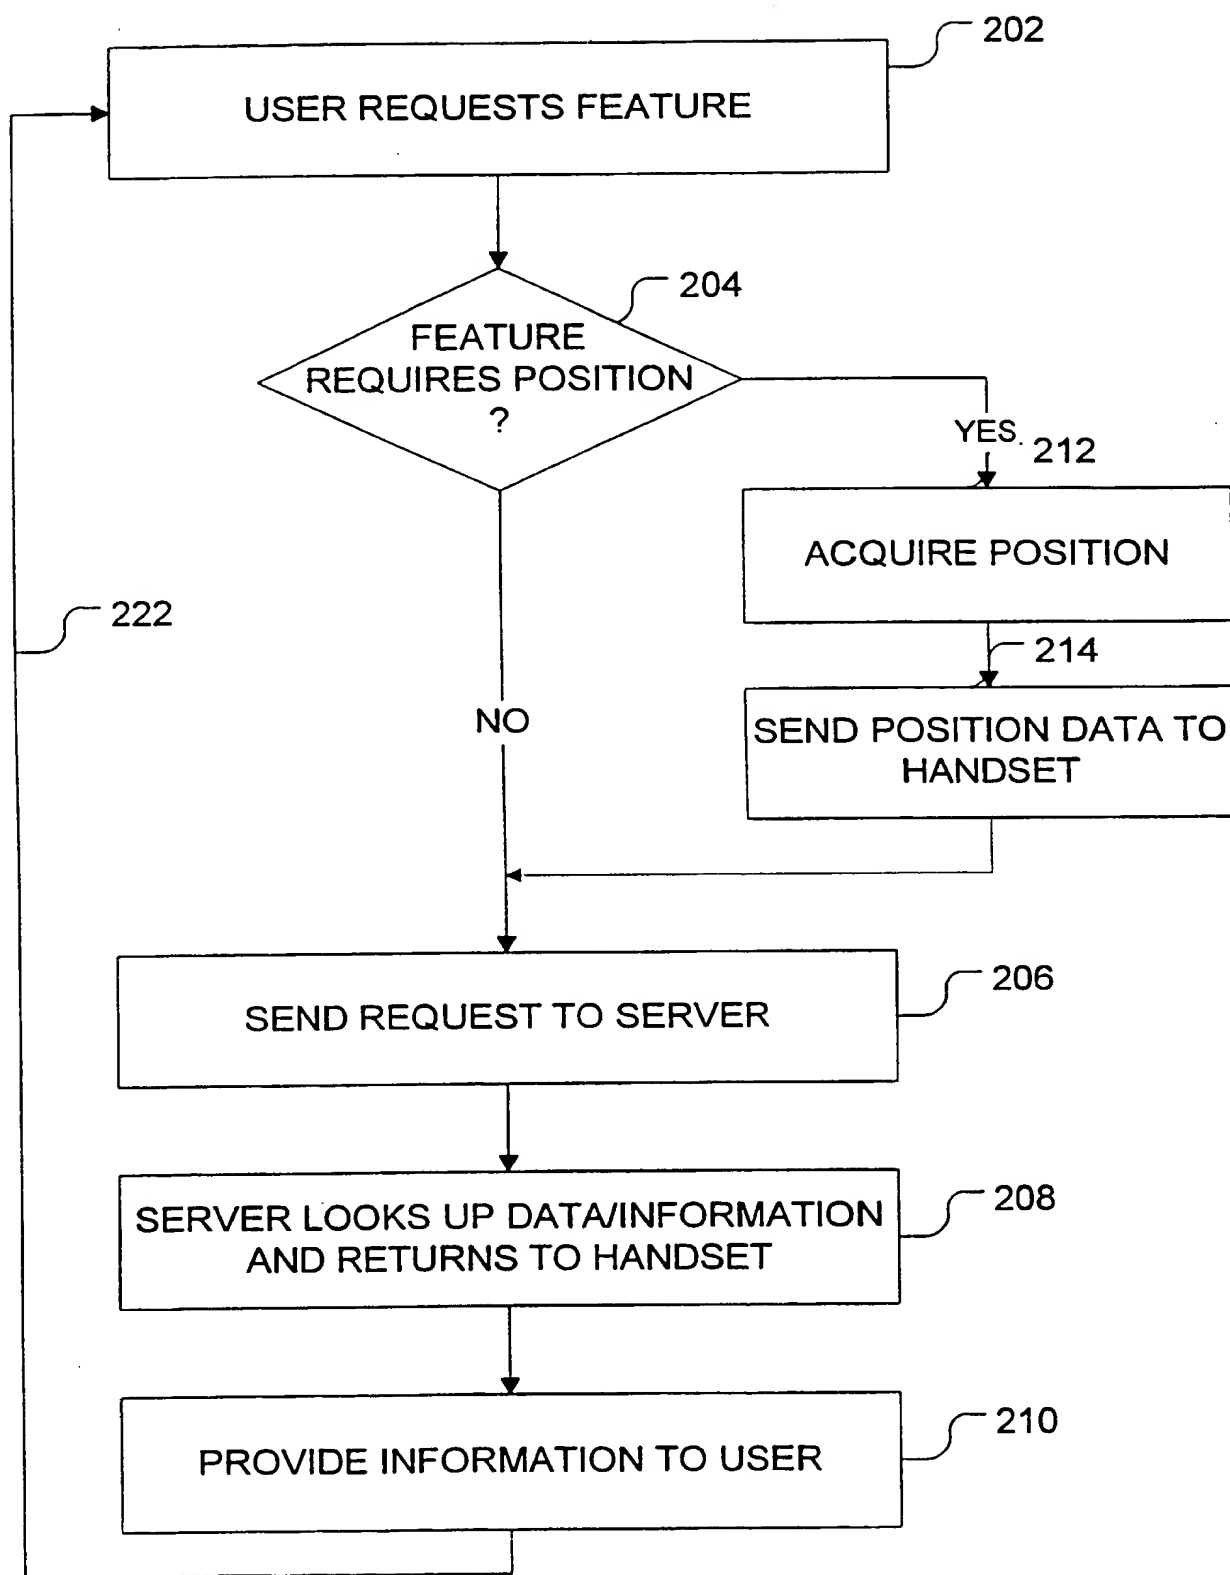 202
USER REQUESTS FEATURE
204
FEATURE
REQUIRES POSITION
?
YES
212
ACQUIRE POSITION
222
214
NO
SEND POSITION DATA TO
HANDSET
206
SEND REQUEST TO SERVER
208
SERVER LOOKS UP DATA/INFORMATION
AND RETURNS TO HANDSET
210
PROVIDE INFORMATION TO USER